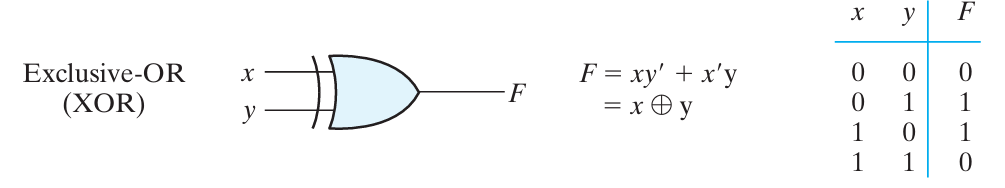 Exclusive-OR
(XOR)
x
y
F
F = xy′ + x′y
= x ⊕ y
x y F
0 0 0
0 1 1
1 0 1
1 1 0